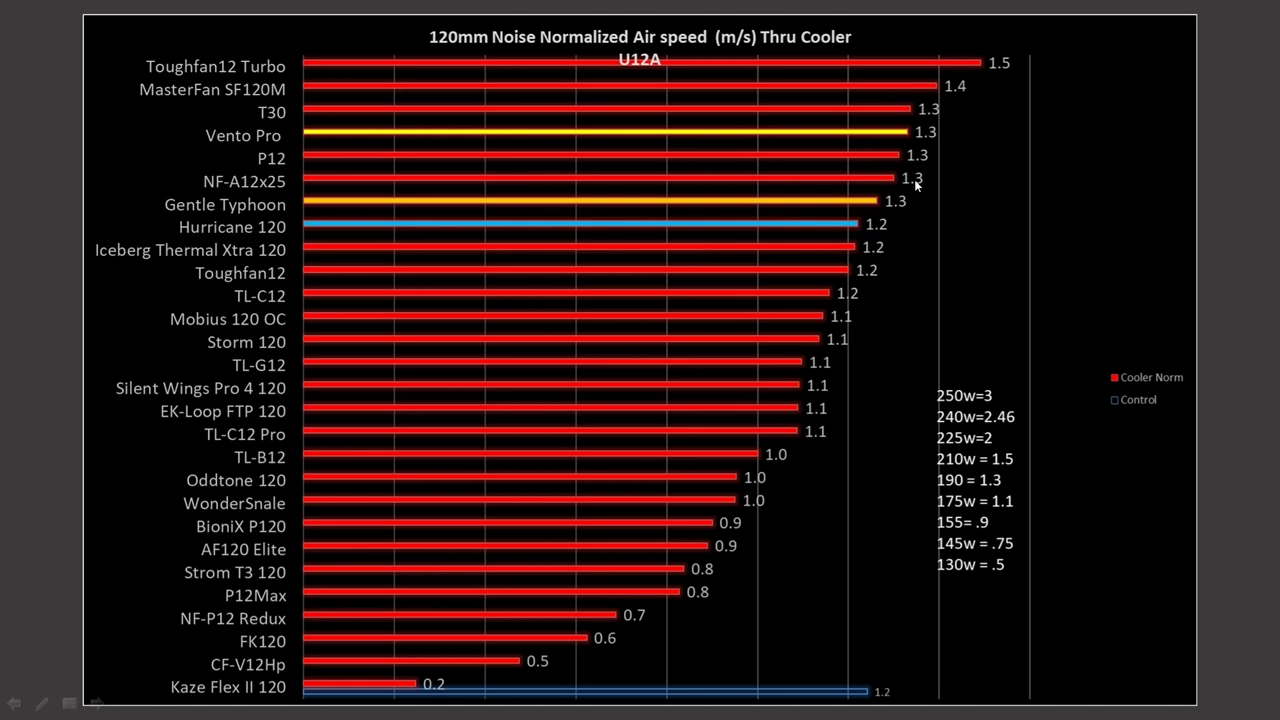 120mm Noise Normalized Air speed (m/s) Thru Cooler
U12A
Toughfan12 Turbo 1.5
MasterFan SF120M 1.4
T30 1.3
Vento Pro 1.3
P12 1.3
NF-A12x25 1.3
Gentle Typhoon 1.3
Hurricane 120 1.2
Iceberg Thermal Xtra 120 1.2
Toughfan12 1.2
TL-C12 1.2
Mobius 120 OC 1.1
Storm 120 1.1
TL-G12 1.1
Silent Wings Pro 4 120 1.1
EK-Loop FTP 120 1.1
TL-C12 Pro 1.1
TL-B12 1.0
Oddtone 120 1.0
WonderSnale 1.0
BioniX P120 0.9
AF120 Elite 0.9
Strom T3 120 0.8
P12Max 0.8
NF-P12 Redux 0.7
FK120 0.6
CF-V12Hp 0.5
Kaze Flex II 120 0.2
1.2
Cooler Norm
Control
250w=3
240w=2.46
225w=2
210w = 1.5
190 = 1.3
175w = 1.1
155= .9
145w = .75
130w = .5